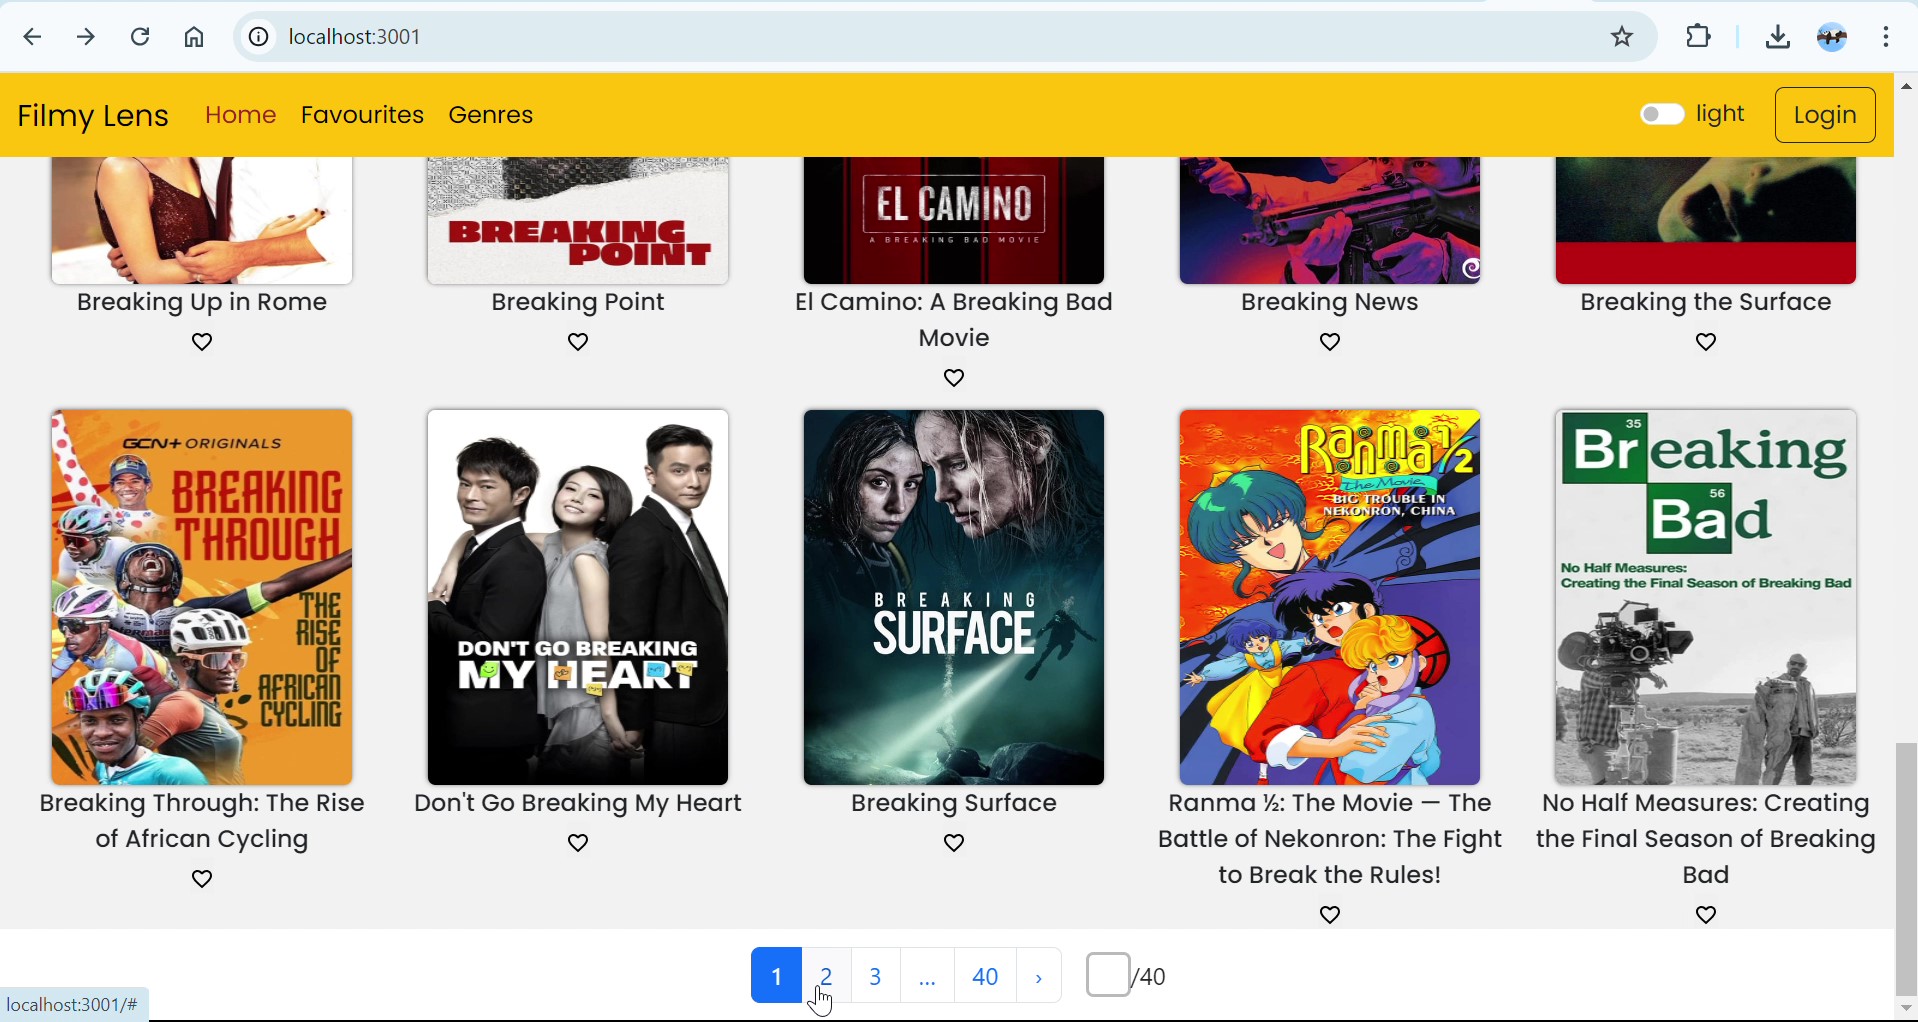 localhost:3001
Filmy Lens Home Favourites Genres light Login
BREAKING
POINT
EL CAMINO
A BREAKING BAD MOVIE
Breaking Up in Rome
Breaking Point
El Camino: A Breaking Bad
Movie
Breaking News
Breaking the Surface
GCN+ ORIGINALS
BREAKING
THROUGH
THE
RISE
OF
AFRICAN
CYCLING
DON'T GO BREAKING
MY HEART
BREAKING
SURFACE
Ranma 1/2
The Movie
BIG TROUBLE IN
NEKONRON, CHINA
35
Breaking
56
Bad
No Half Measures:
Creating the Final Season of Breaking Bad
Breaking Through: The Rise
of African Cycling
Don't Go Breaking My Heart
Breaking Surface
Ranma ½: The Movie — The
Battle of Nekonron: The Fight
to Break the Rules!
No Half Measures: Creating
the Final Season of Breaking
Bad
1 2 3 ... 40 › /40
localhost:3001/#